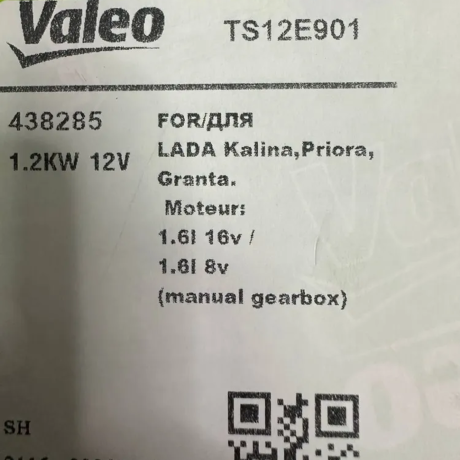 Valeo TS12E901
438285 FOR/ДЛЯ
1.2KW 12V LADA Kalina,Priora,
Granta.
Moteur:
1.6l 16v /
1.6l 8v
(manual gearbox)
SH